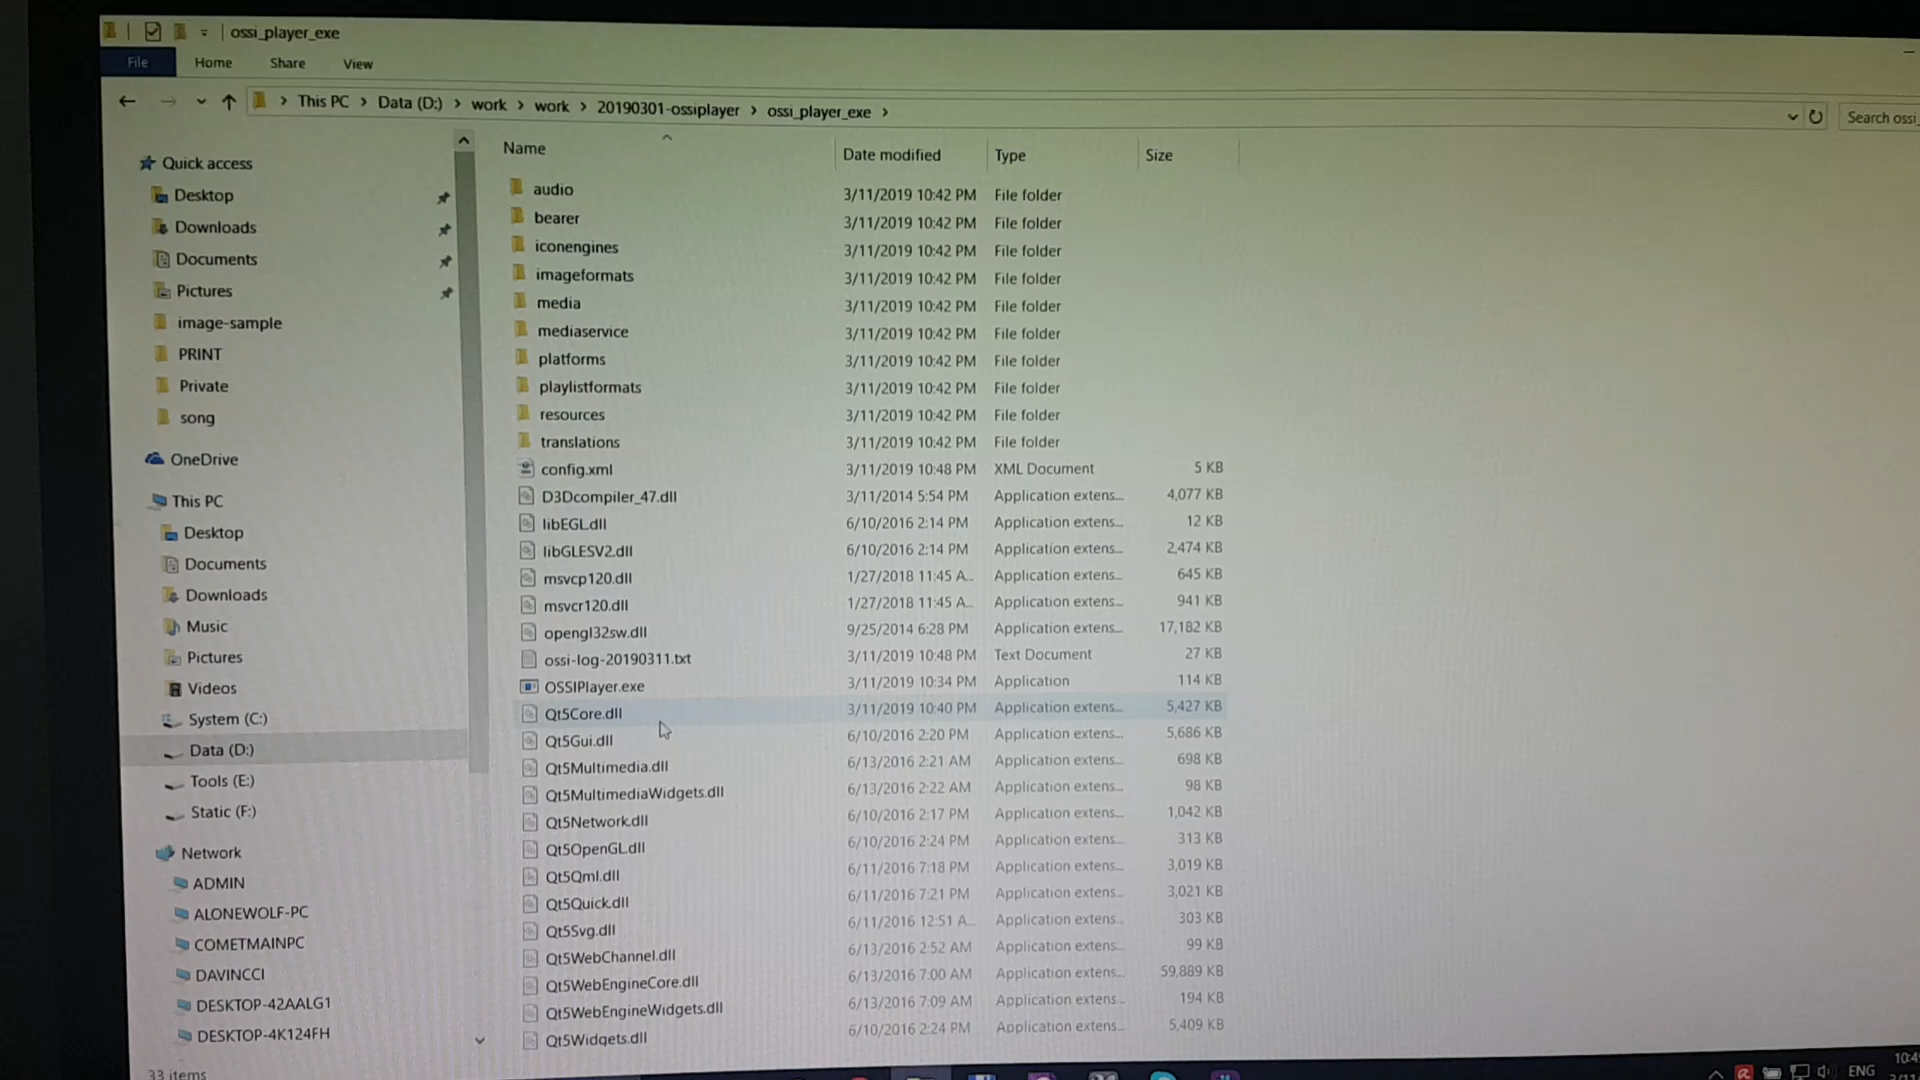 ossi_player_exe
File Home Share View
This PC Data (D:) work work 20190301-ossiplayer ossi_player_exe
Search ossi_
Name Date modified Type Size
Quick access
Desktop
Downloads
Documents
Pictures
image-sample
PRINT
Private
song
OneDrive
This PC
Desktop
Documents
Downloads
Music
Pictures
Videos
System (C:)
Data (D:)
Tools (E:)
Static (F:)
Network
ADMIN
ALONEWOLF-PC
COMETMAINPC
DAVINCCI
DESKTOP-42AALG1
DESKTOP-4K124FH
audio 3/11/2019 10:42 PM File folder
bearer 3/11/2019 10:42 PM File folder
iconengines 3/11/2019 10:42 PM File folder
imageformats 3/11/2019 10:42 PM File folder
media 3/11/2019 10:42 PM File folder
mediaservice 3/11/2019 10:42 PM File folder
platforms 3/11/2019 10:42 PM File folder
playlistformats 3/11/2019 10:42 PM File folder
resources 3/11/2019 10:42 PM File folder
translations 3/11/2019 10:42 PM File folder
config.xml 3/11/2019 10:48 PM XML Document 5 KB
D3Dcompiler_47.dll 3/11/2014 5:54 PM Application extens... 4,077 KB
libEGL.dll 6/10/2016 2:14 PM Application extens... 12 KB
libGLESV2.dll 6/10/2016 2:14 PM Application extens... 2,474 KB
msvcp120.dll 1/27/2018 11:45 A... Application extens... 645 KB
msvcr120.dll 1/27/2018 11:45 A... Application extens... 941 KB
opengl32sw.dll 9/25/2014 6:28 PM Application extens... 17,182 KB
ossi-log-20190311.txt 3/11/2019 10:48 PM Text Document 27 KB
OSSIPlayer.exe 3/11/2019 10:34 PM Application 114 KB
Qt5Core.dll 3/11/2019 10:40 PM Application extens... 5,427 KB
Qt5Gui.dll 6/10/2016 2:20 PM Application extens... 5,686 KB
Qt5Multimedia.dll 6/13/2016 2:21 AM Application extens... 698 KB
Qt5MultimediaWidgets.dll 6/13/2016 2:22 AM Application extens... 98 KB
Qt5Network.dll 6/10/2016 2:17 PM Application extens... 1,042 KB
Qt5OpenGL.dll 6/10/2016 2:24 PM Application extens... 313 KB
Qt5Qml.dll 6/11/2016 7:18 PM Application extens... 3,019 KB
Qt5Quick.dll 6/11/2016 7:21 PM Application extens... 3,021 KB
Qt5Svg.dll 6/11/2016 12:51 A... Application extens... 303 KB
Qt5WebChannel.dll 6/13/2016 2:52 AM Application extens... 99 KB
Qt5WebEngineCore.dll 6/13/2016 7:00 AM Application extens... 59,889 KB
Qt5WebEngineWidgets.dll 6/13/2016 7:09 AM Application extens... 194 KB
Qt5Widgets.dll 6/10/2016 2:24 PM Application extens... 5,409 KB
33 items
ENG